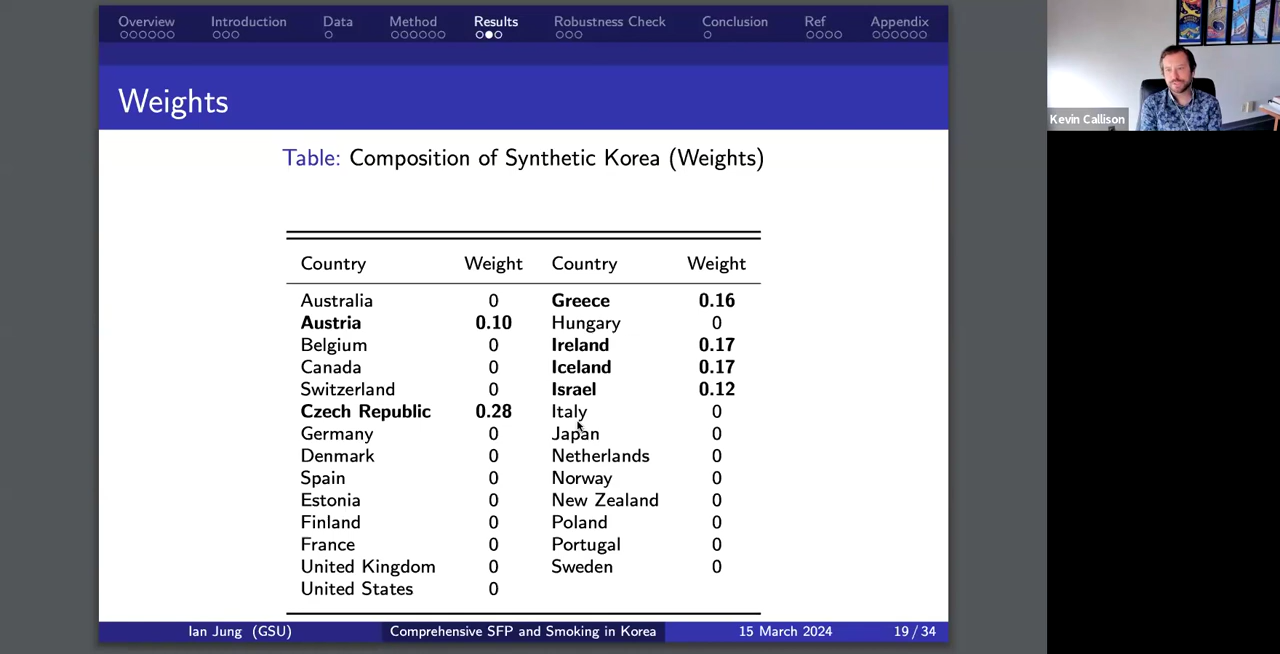 Overview Introduction Data Method Results Robustness Check Conclusion Ref Appendix
Weights
Table: Composition of Synthetic Korea (Weights)
Country Weight Country Weight
Australia 0 Greece 0.16
Austria 0.10 Hungary 0
Belgium 0 Ireland 0.17
Canada 0 Iceland 0.17
Switzerland 0 Israel 0.12
Czech Republic 0.28 Italy 0
Germany 0 Japan 0
Denmark 0 Netherlands 0
Spain 0 Norway 0
Estonia 0 New Zealand 0
Finland 0 Poland 0
France 0 Portugal 0
United Kingdom 0 Sweden 0
United States 0
Ian Jung (GSU) Comprehensive SFP and Smoking in Korea 15 March 2024 19 / 34
Kevin Callison